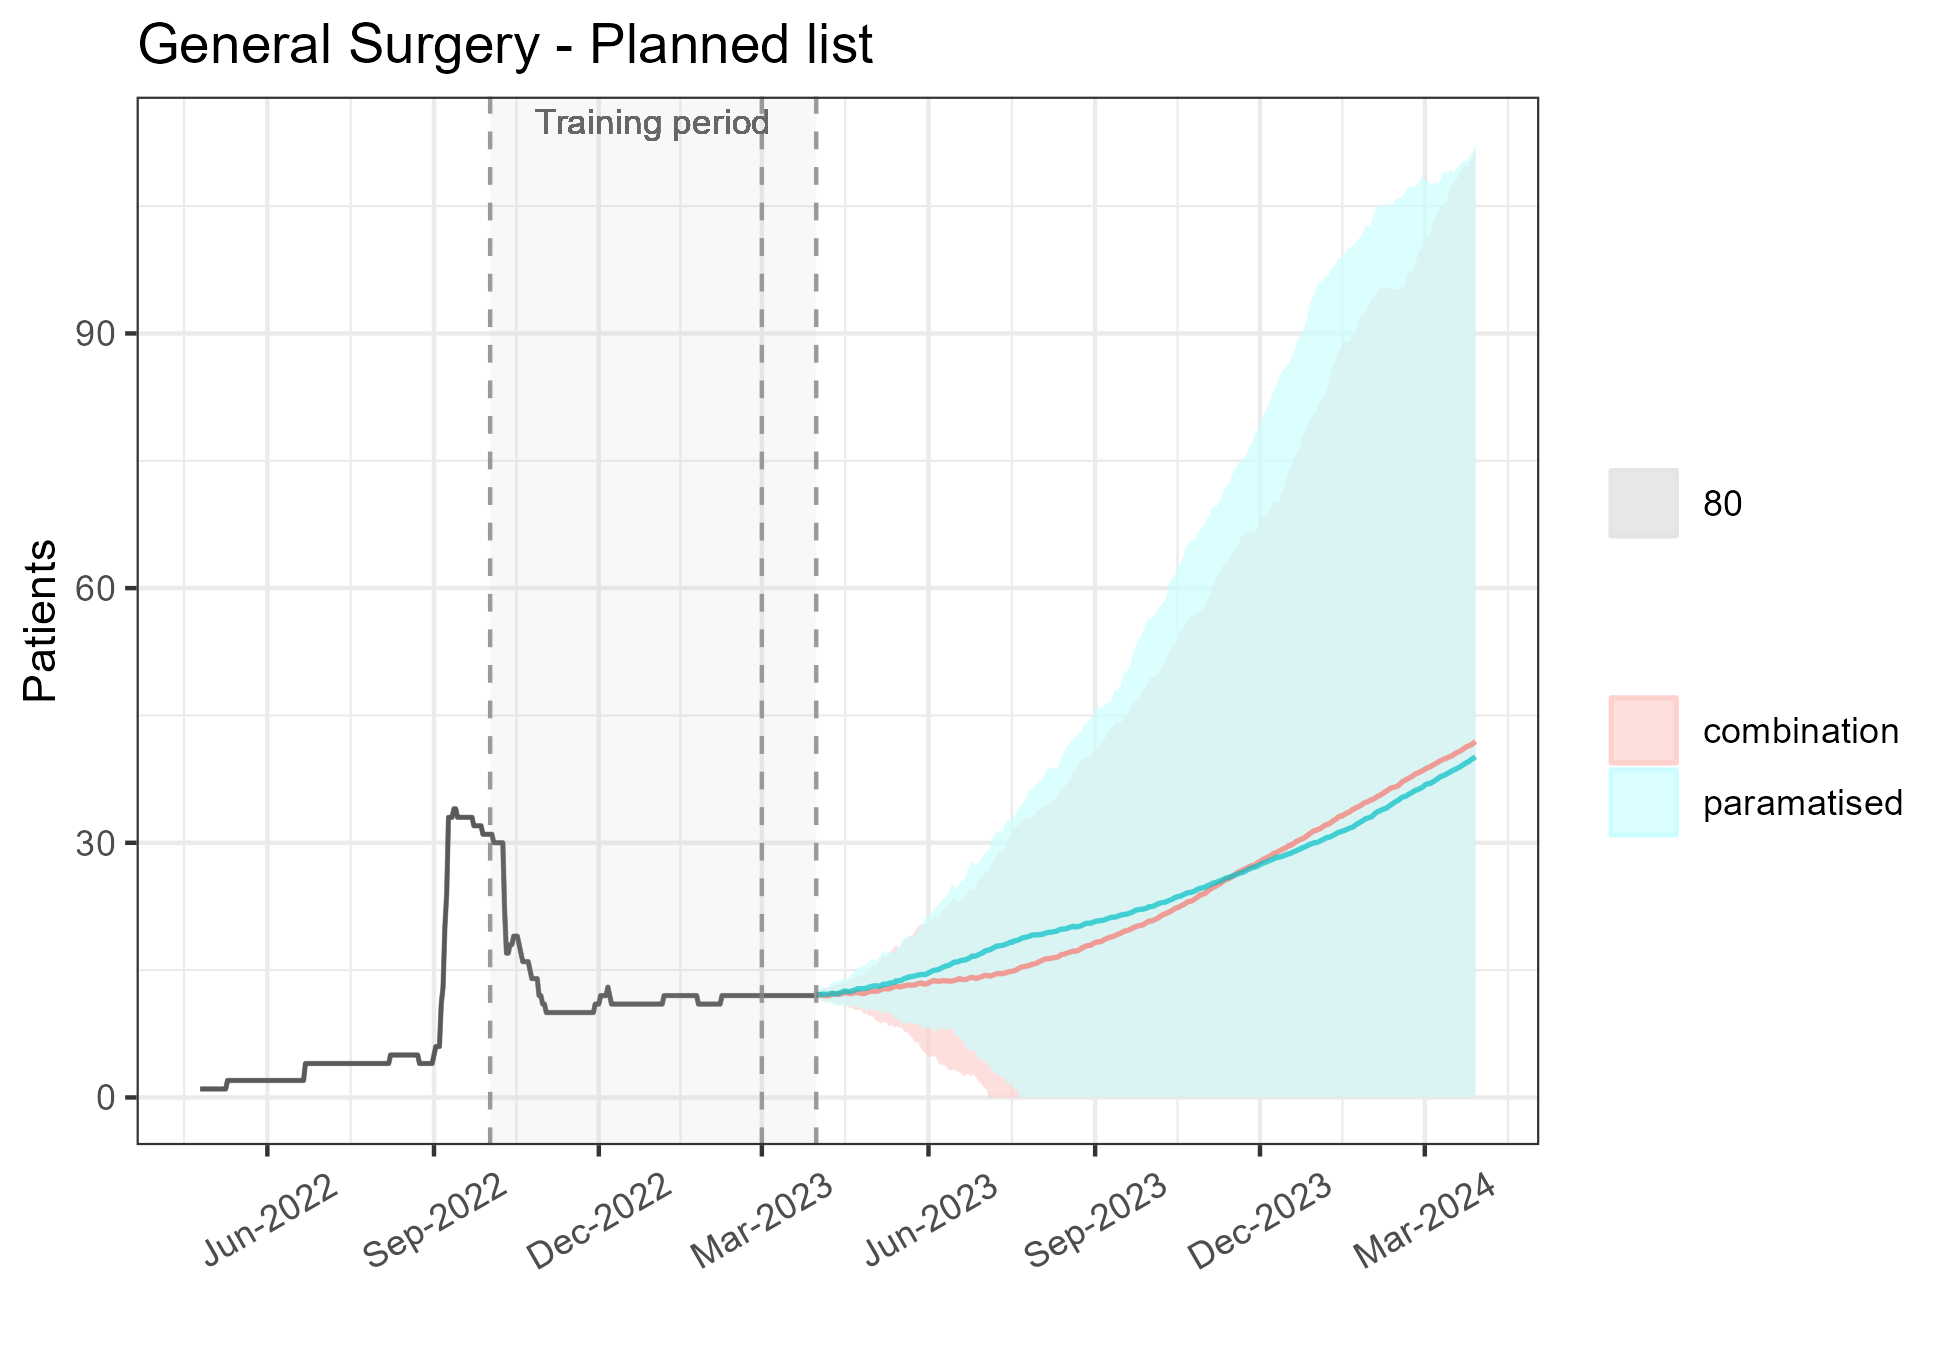 General Surgery - Planned list
Training period
Patients
90
60
30
0
Jun-2022
Sep-2022
Dec-2022
Mar-2023
Jun-2023
Sep-2023
Dec-2023
Mar-2024
80
combination
paramatised